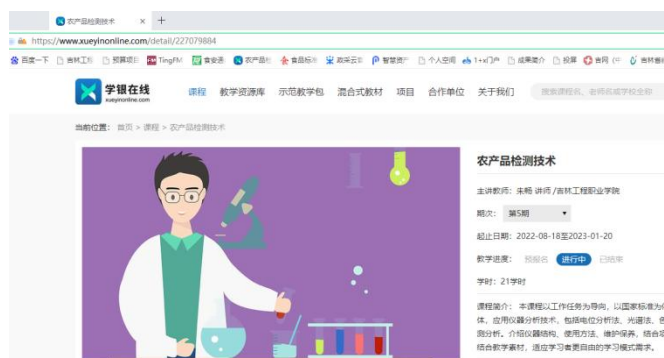 农产品检测技术 × +
https://www.xueyinonline.com/detail/227079884
百度一下 吉林工程 预算项目 TingFM 食安通 农产品 食品标 政采云 智慧资产 个人空间 1+x门户 成果简介 投屏 吉网
学银在线
xueyinonline.com
课程 教学资源库 示范教学包 混合式教材 项目 合作单位 关于我们 搜索课程名、老师名或学校全称
当前位置: 首页 > 课程 > 农产品检测技术
农产品检测技术
主讲教师: 朱畅 讲师 /吉林工程职业学院
期次: 第5期
起止日期: 2022-08-18至2023-01-20
教学进度: 预报名 进行中 已结束
学时: 21学时
课程简介: 本课程以工作任务为导向,以国家标准为
体,应用仪器分析技术,包括电位分析法、光谱法、
测分析。介绍仪器结构、使用方法、维护保养,结合
结合教学素材,适应学习者更自由的学习模式需求。